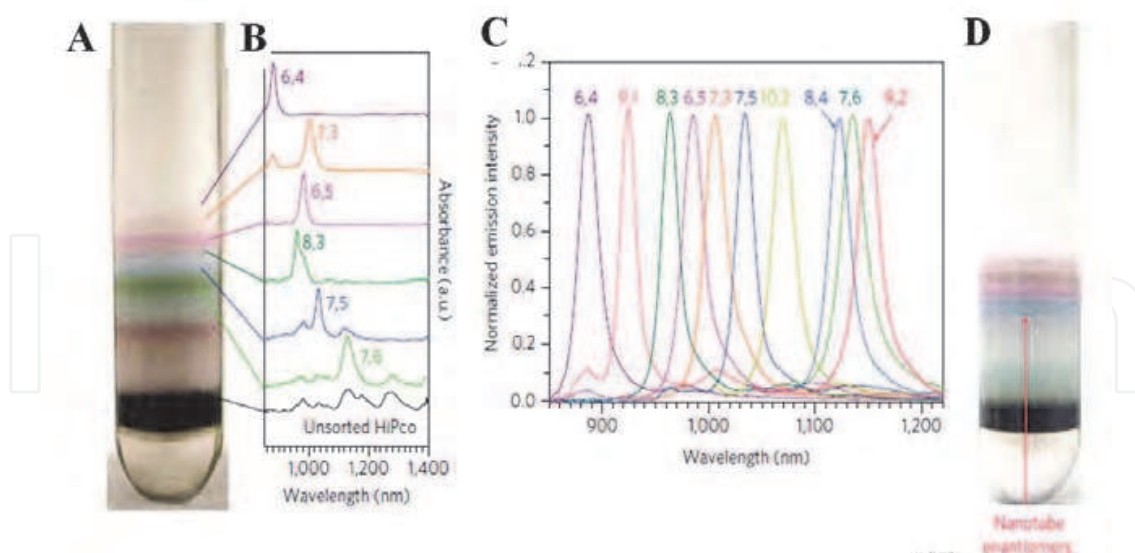 A
B
6,4
7,3
6,5
8,3
7,5
7,6
Unsorted HiPco
1,000
1,200
1,400
Wavelength (nm)
Absorbance (a.u.)
C
.2
1.0
0.8
0.6
0.4
0.2
0.0
Normalized emission intensity
6,4
9,1
8,3
6,5
7,3
7,5
10,2
8,4
7,6
9,2
900
1,000
1,100
1,200
Wavelength (nm)
D
Nanotube
enantiomers